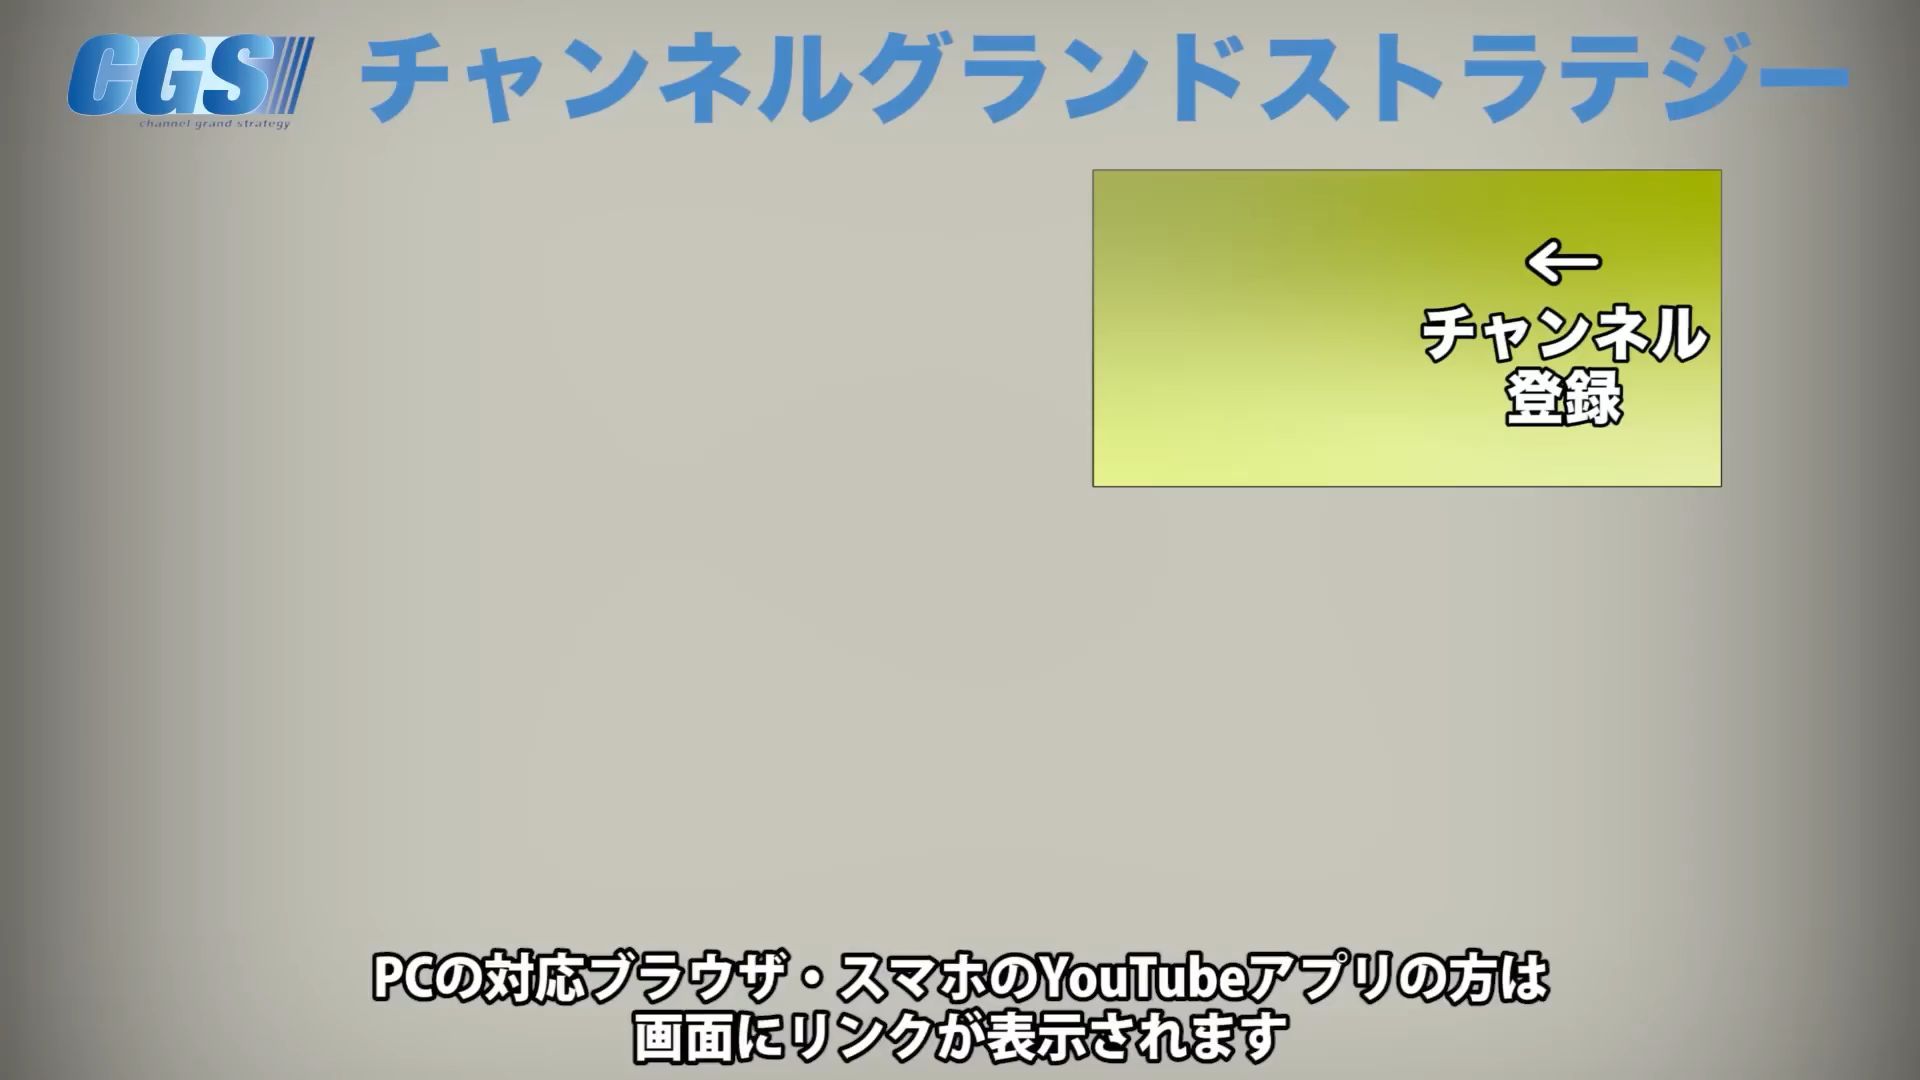 CGS
channel grand strategy
チャンネルグランドストラテジー
←
チャンネル
登録
PCの対応ブラウザ・スマホのYouTubeアプリの方は
画面にリンクが表示されます